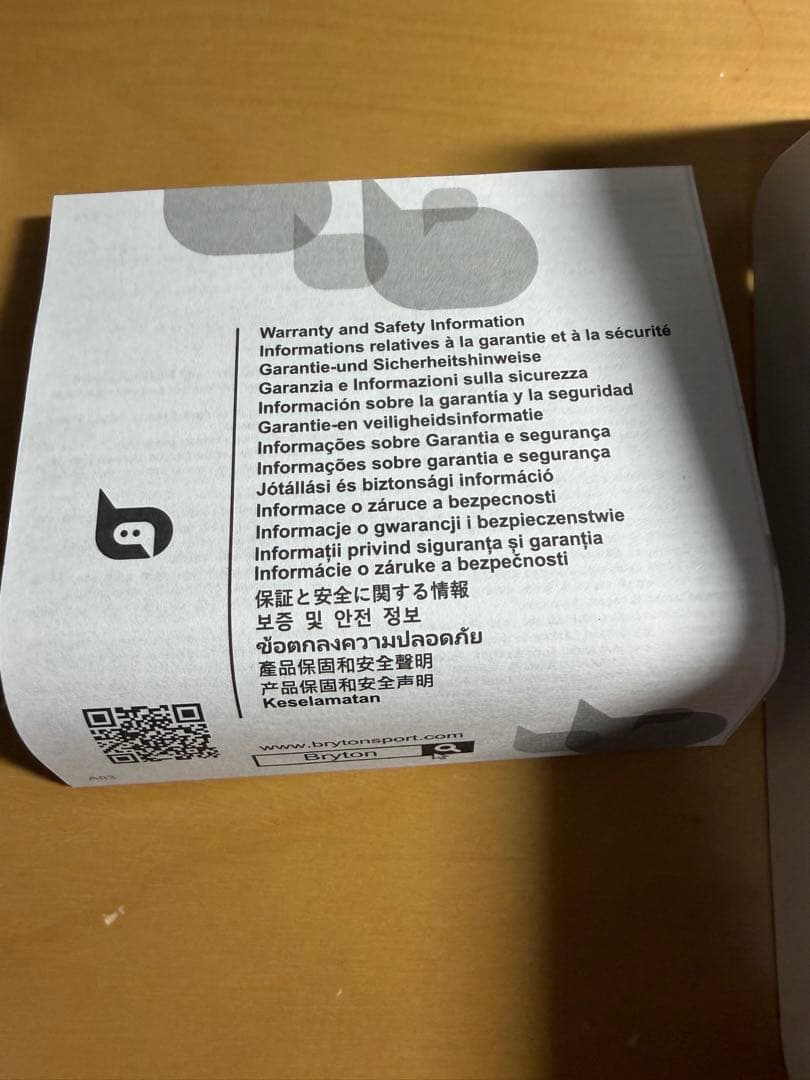 Warranty and Safety Information
Informations relatives à la garantie et à la sécurité
Garantie-und Sicherheitshinweise
Garanzia e Informazioni sulla sicurezza
Información sobre la garantía y la seguridad
Garantie-en veiligheidsinformatie
Informações sobre Garantia e segurança
Informações sobre garantia e segurança
Jótállási és biztonsági információ
Informace o záruce a bezpecnosti
Informacje o gwarancji i bezpieczenstwie
Informații privind siguranța și garanția
Informácie o záruke a bezpečnosti
保証と安全に関する情報
보증 및 안전 정보
ข้อตกลงความปลอดภัย
產品保固和安全聲明
产品保固和安全声明
Keselamatan
www.brytonsport.com
Bryton
A03